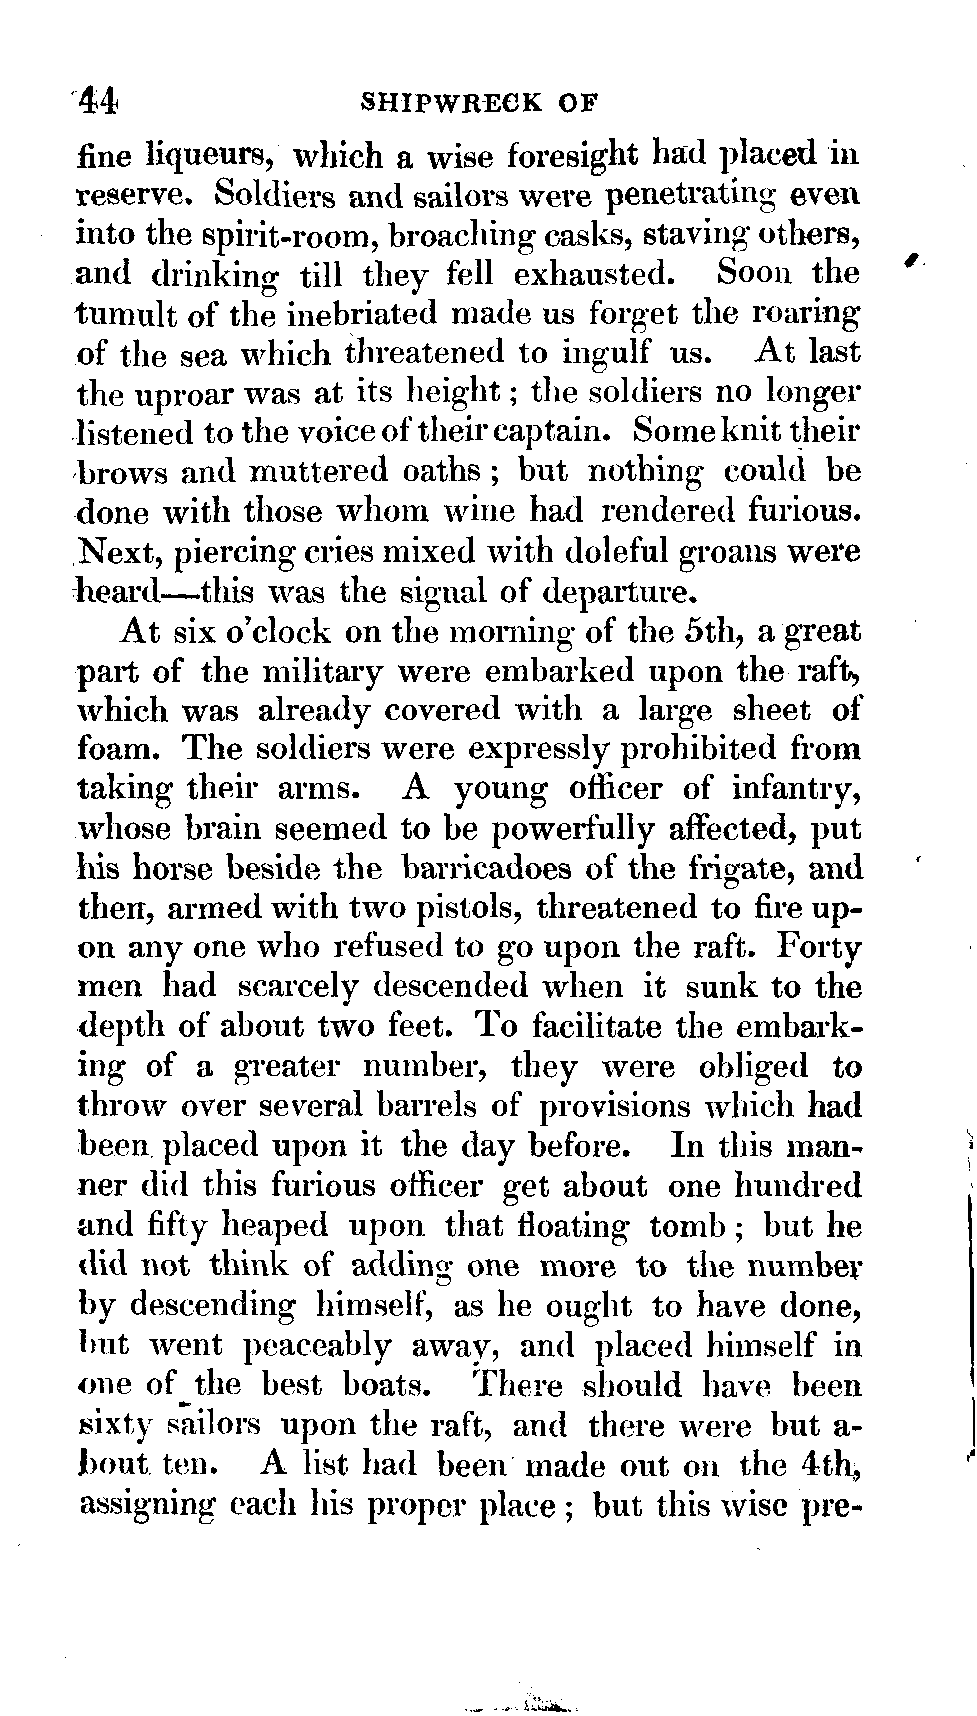 44 SHIPWRECK OF
fine liqueurs, which a wise foresight had placed in
reserve. Soldiers and sailors were penetrating even
into the spirit-room, broaching casks, staving others,
and drinking till they fell exhausted. Soon the
tumult of the inebriated made us forget the roaring
of the sea which threatened to ingulf us. At last
the uproar was at its height; the soldiers no longer
listened to the voice of their captain. Some knit their
brows and muttered oaths; but nothing could be
done with those whom wine had rendered furious.
Next, piercing cries mixed with doleful groans were
heard—this was the signal of departure.
At six o'clock on the morning of the 5th, a great
part of the military were embarked upon the raft,
which was already covered with a large sheet of
foam. The soldiers were expressly prohibited from
taking their arms. A young officer of infantry,
whose brain seemed to be powerfully affected, put
his horse beside the barricadoes of the frigate, and
then, armed with two pistols, threatened to fire up-
on any one who refused to go upon the raft. Forty
men had scarcely descended when it sunk to the
depth of about two feet. To facilitate the embark-
ing of a greater number, they were obliged to
throw over several barrels of provisions which had
been placed upon it the day before. In this man-
ner did this furious officer get about one hundred
and fifty heaped upon that floating tomb; but he
did not think of adding one more to the number
by descending himself, as he ought to have done,
but went peaceably away, and placed himself in
one of the best boats. There should have been
sixty sailors upon the raft, and there were but a-
bout ten. A list had been made out on the 4th,
assigning each his proper place; but this wise pre-